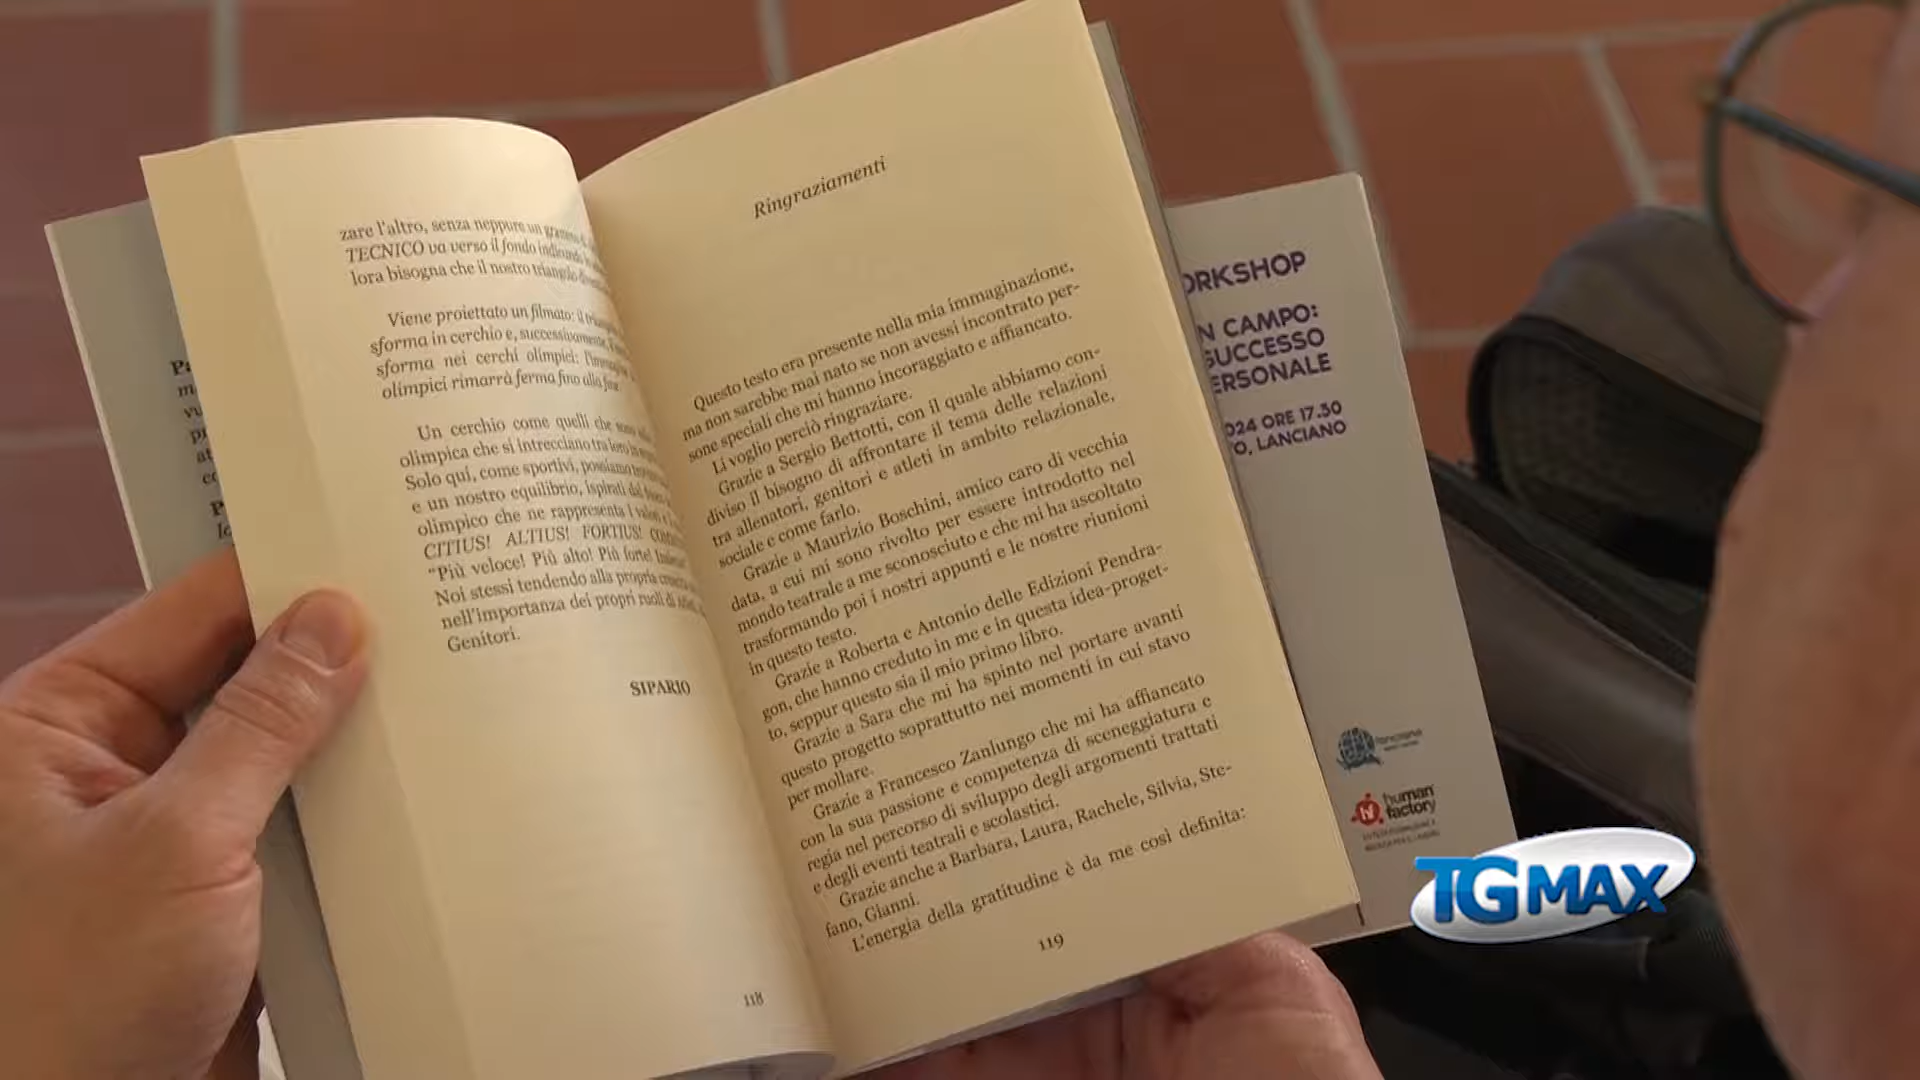 zare l'altro, senza neppure un
TECNICO va verso il fondo indicando
lora bisogna che il nostro triangolo
Viene proiettato un filmato: il
sforma in cerchio e, successivamente,
sforma nei cerchi olimpici: l'immagine
olimpici rimarrà ferma fino alla fine
Un cerchio come quelli che sono
olimpica che si intrecciano tra loro in
Solo qui, come sportivi, possiamo
e un nostro equilibrio, ispirati dal
olimpico che ne rappresenta i valori
CITIUS! ALTIUS! FORTIUS!
"Più veloce! Più alto! Più forte!
Noi stessi tendendo alla propria
nell'importanza dei propri ruoli di
Genitori.
SIPARIO
118
Ringraziamenti
Questo testo era presente nella mia immaginazione,
ma non sarebbe mai nato se non avessi incontrato per-
sone speciali che mi hanno incoraggiato e affiancato.
Li voglio perciò ringraziare.
Grazie a Sergio Bettotti, con il quale abbiamo con-
diviso il bisogno di affrontare il tema delle relazioni
tra allenatori, genitori e atleti in ambito relazionale,
sociale e come farlo.
Grazie a Maurizio Boschini, amico caro di vecchia
data, a cui mi sono rivolto per essere introdotto nel
mondo teatrale a me sconosciuto e che mi ha ascoltato
trasformando poi i nostri appunti e le nostre riunioni
in questo testo.
Grazie a Roberta e Antonio delle Edizioni Pendra-
gon, che hanno creduto in me e in questa idea-proget-
to, seppur questo sia il mio primo libro.
Grazie a Sara che mi ha spinto nel portare avanti
questo progetto soprattutto nei momenti in cui stavo
per mollare.
Grazie a Francesco Zanlungo che mi ha affiancato
con la sua passione e competenza di sceneggiatura e
regia nel percorso di sviluppo degli argomenti trattati
e degli eventi teatrali e scolastici.
Grazie anche a Barbara, Laura, Rachele, Silvia, Ste-
fano, Gianni.
L'energia della gratitudine è da me così definita:
119
ORKSHOP
N CAMPO:
SUCCESSO
ERSONALE
024 ORE 17.30
O, LANCIANO
lanciano
human
factory
TG MAX